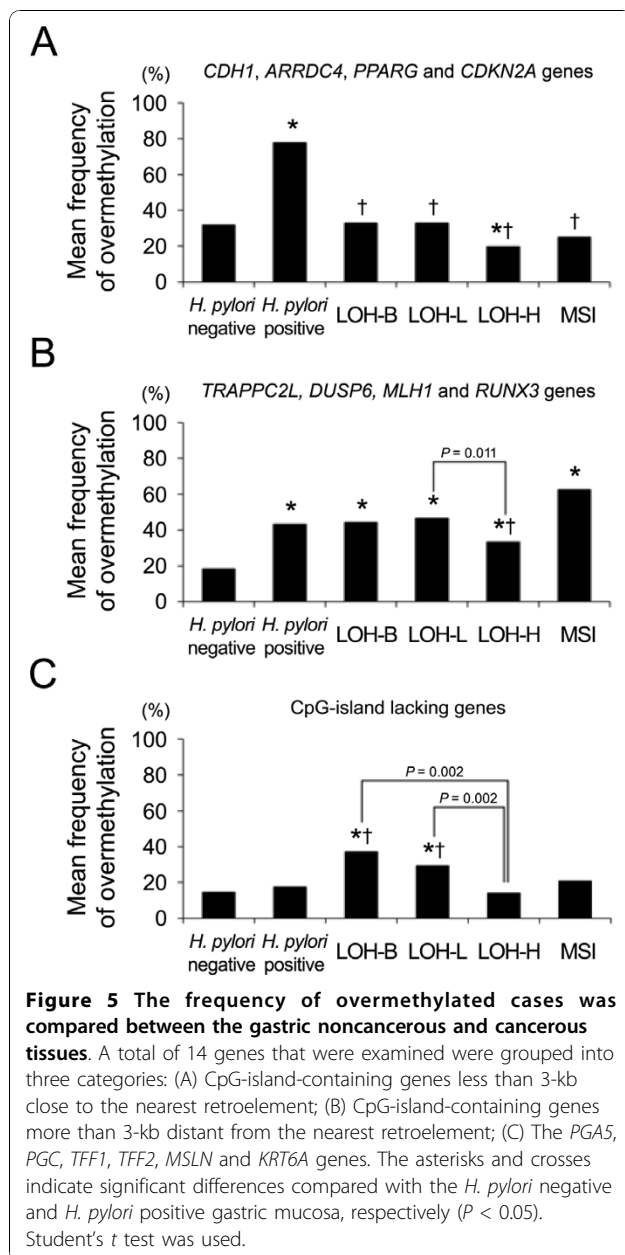 A
(%)
CDH1, ARRDC4, PPARG and CDKN2A genes
Mean frequency
of overmethylation
100
80
60
40
20
0
*
†
†
*†
†
H. pylori
negative
H. pylori
positive
LOH-B
LOH-L
LOH-H
MSI
B
(%)
TRAPPC2L, DUSP6, MLH1 and RUNX3 genes
Mean frequency
of overmethylation
100
80
60
40
20
0
P = 0.011
*
*
*
*†
*
H. pylori
negative
H. pylori
positive
LOH-B
LOH-L
LOH-H
MSI
C
(%)
CpG-island lacking genes
Mean frequency
of overmethylation
100
80
60
40
20
0
P = 0.002
P = 0.002
*†
*†
H. pylori
negative
H. pylori
positive
LOH-B
LOH-L
LOH-H
MSI
Figure 5 The frequency of overmethylated cases was
compared between the gastric noncancerous and cancerous
tissues. A total of 14 genes that were examined were grouped into
three categories: (A) CpG-island-containing genes less than 3-kb
close to the nearest retroelement; (B) CpG-island-containing genes
more than 3-kb distant from the nearest retroelement; (C) The PGA5,
PGC, TFF1, TFF2, MSLN and KRT6A genes. The asterisks and crosses
indicate significant differences compared with the H. pylori negative
and H. pylori positive gastric mucosa, respectively (P < 0.05).
Student's t test was used.